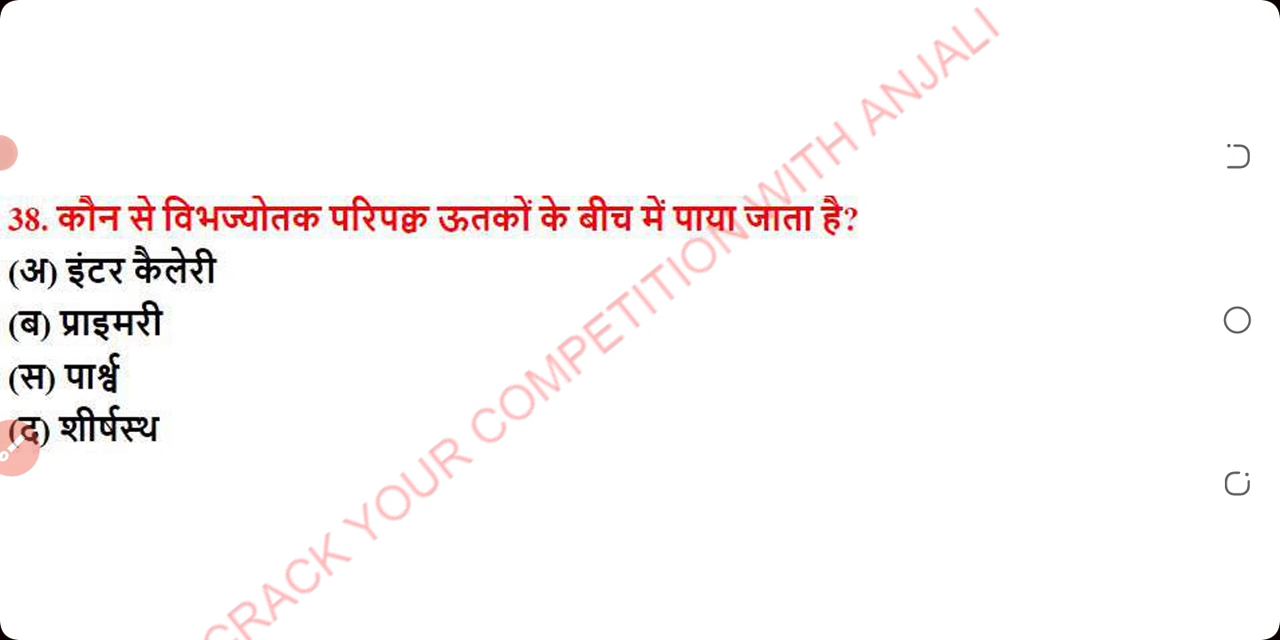 38. कौन से विभज्योतक परिपक्व ऊतकों के बीच में पाया जाता है?
(अ) इंटर कैलेरी
(ब) प्राइमरी
(स) पार्श्व
(द) शीर्षस्थ
CRACK YOUR COMPETITION WITH ANJALI